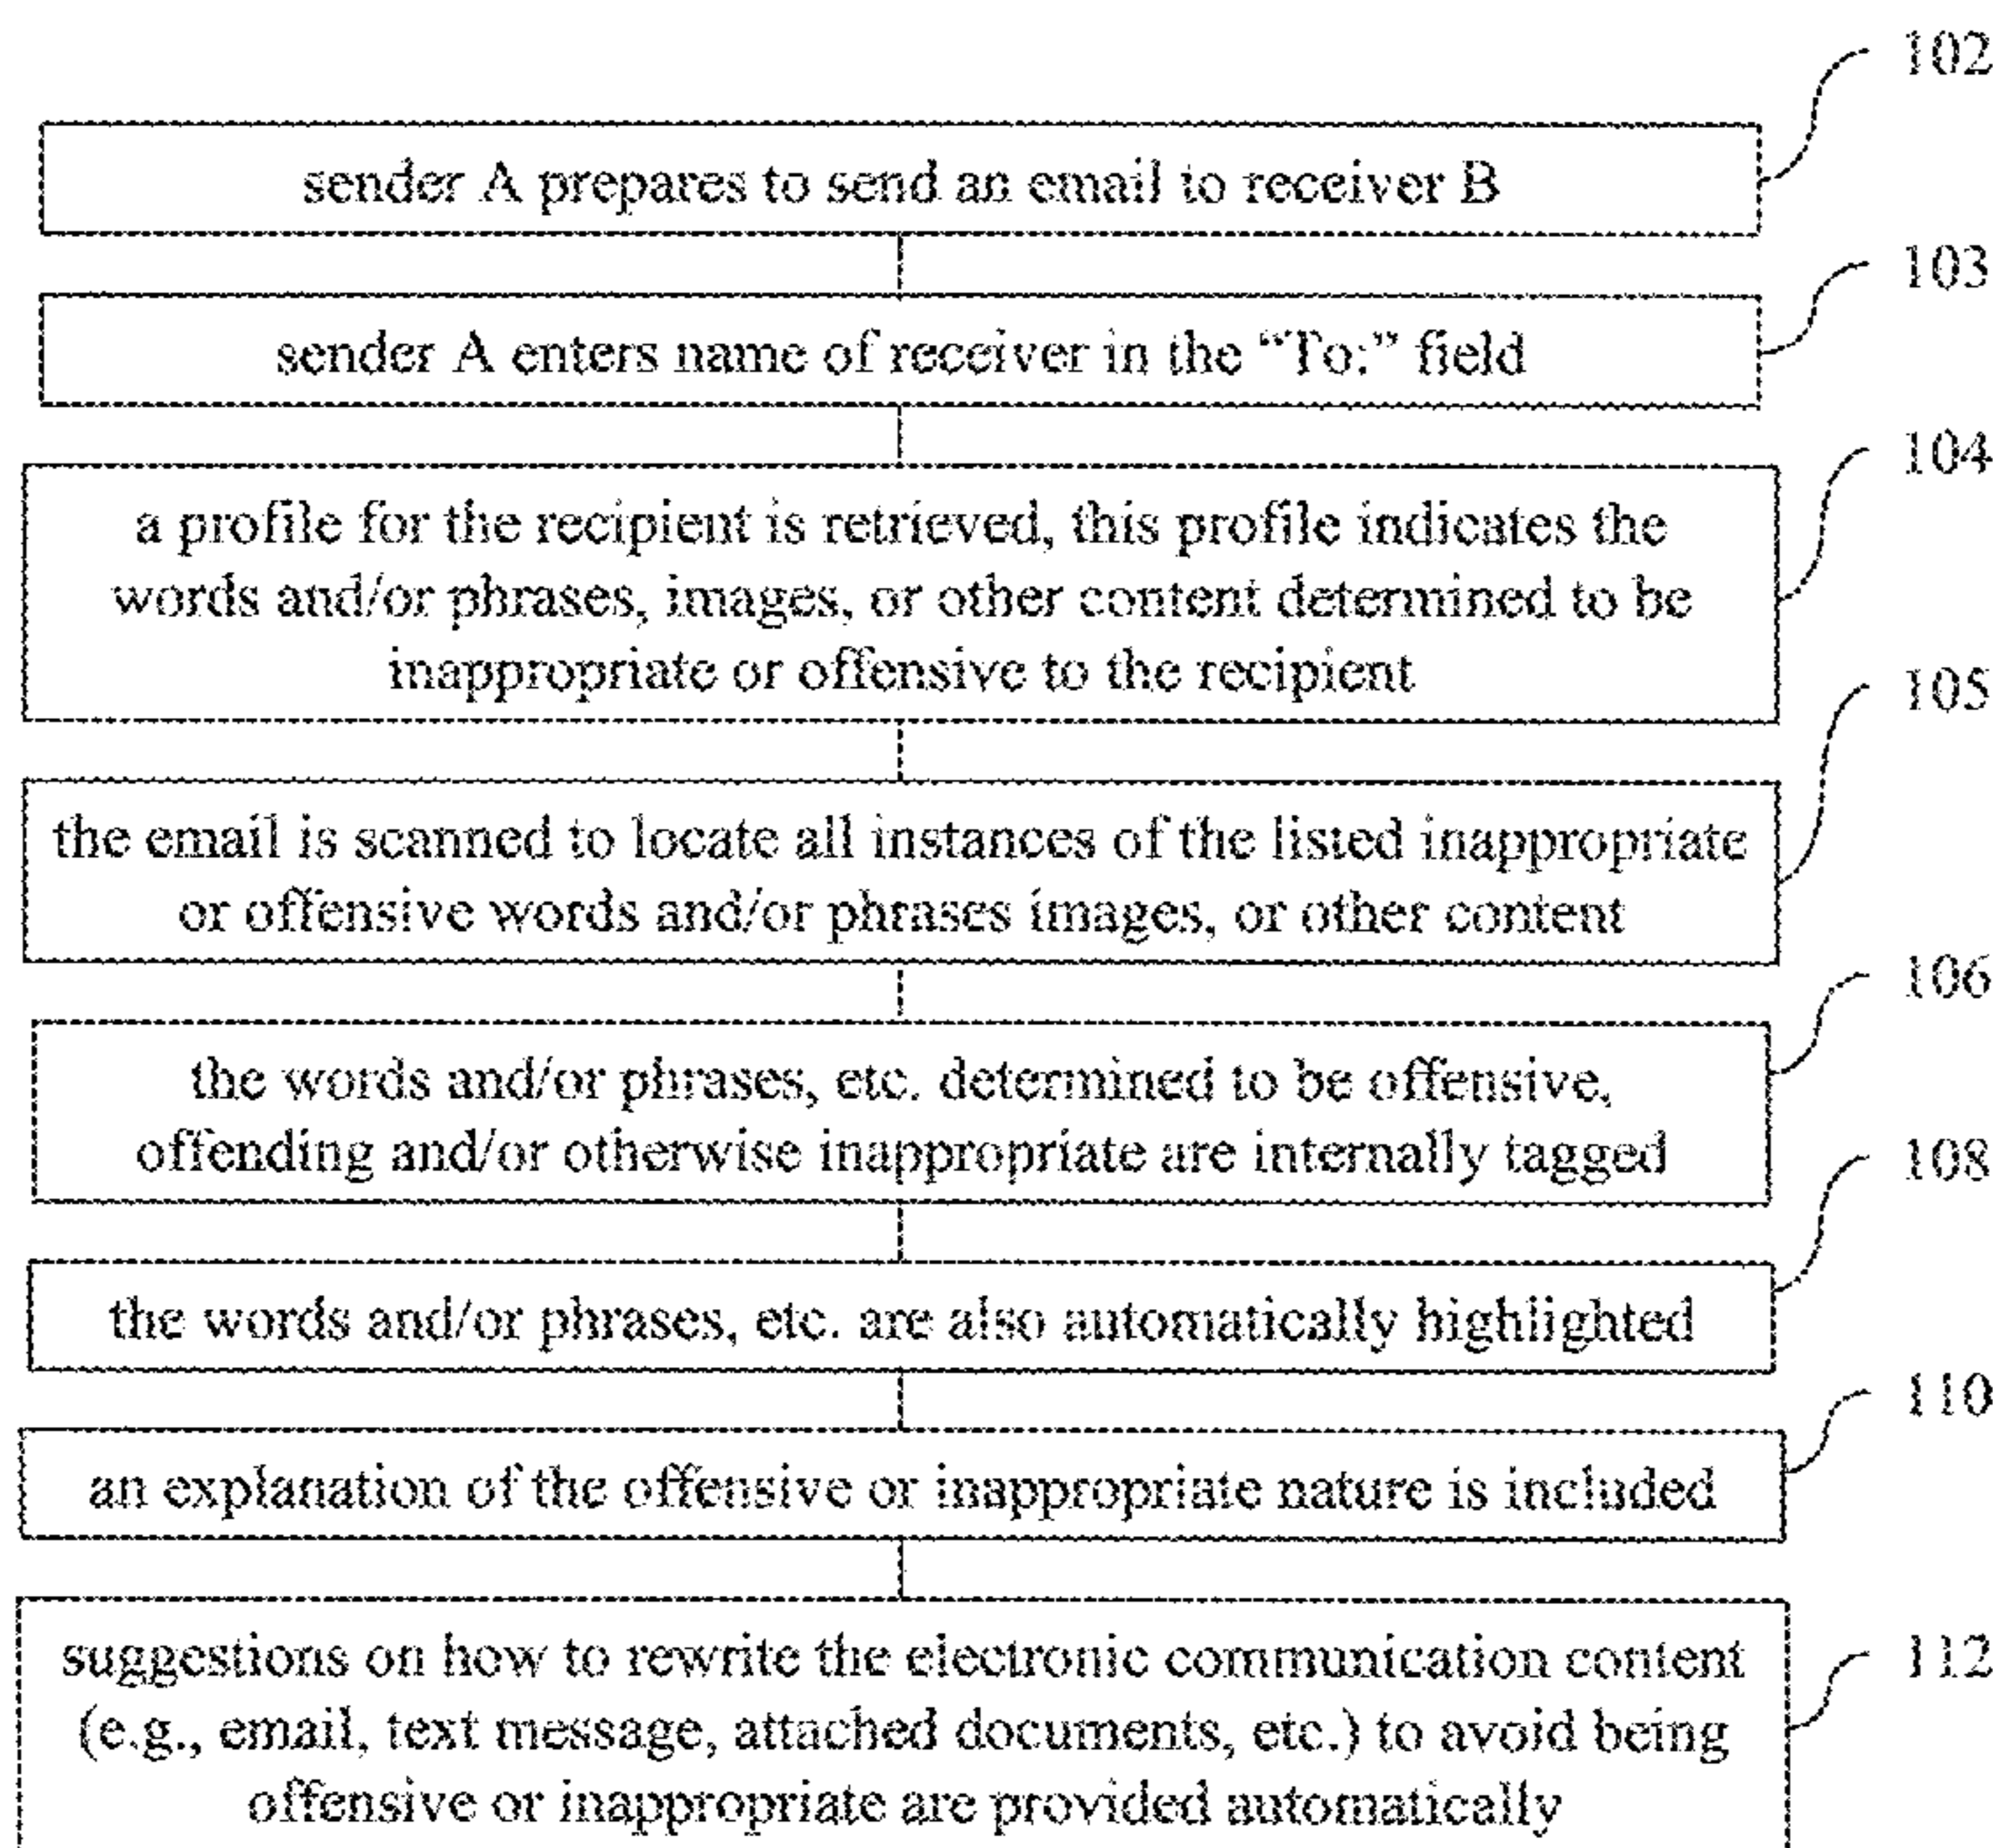 102
sender A prepares to send an email to receiver B
103
sender A enters name of receiver in the “To:” field
104
a profile for the recipient is retrieved, this profile indicates the
words and/or phrases, images, or other content determined to be
inappropriate or offensive to the recipient
105
the email is scanned to locate all instances of the listed inappropriate
or offensive words and/or phrases images, or other content
106
the words and/or phrases, etc. determined to be offensive,
offending and/or otherwise inappropriate are internally tagged
108
the words and/or phrases, etc. are also automatically highlighted
110
an explanation of the offensive or inappropriate nature is included
112
suggestions on how to rewrite the electronic communication content
(e.g., email, text message, attached documents, etc.) to avoid being
offensive or inappropriate are provided automatically